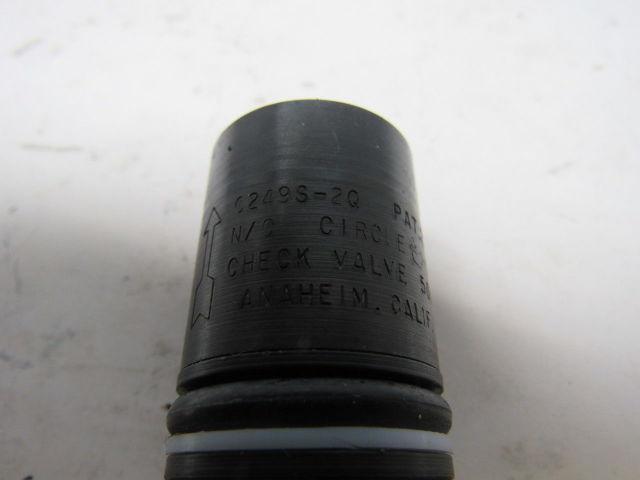 C249S-2Q PAT.
N/C CIRCLE
CHECK VALVE
ANAHEIM, CALIF.